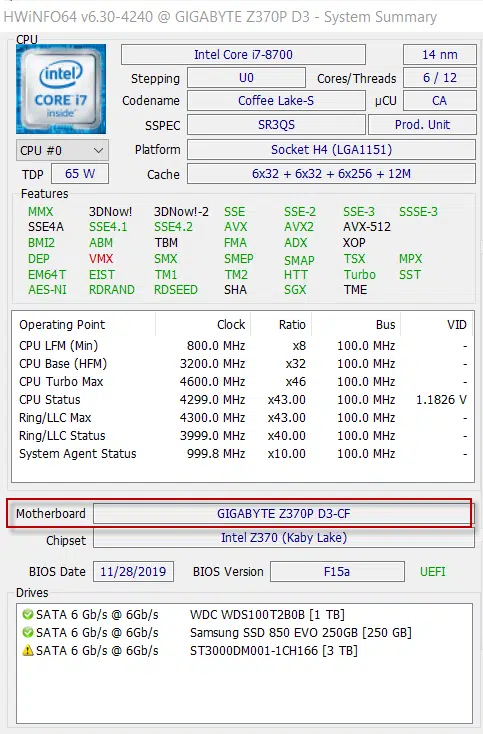 HWiNFO64 v6.30-4240 @ GIGABYTE Z370P D3 - System Summary
CPU
intel CORE i7 inside
Intel Core i7-8700 14 nm
Stepping U0 Cores/Threads 6 / 12
Codename Coffee Lake-S µCU CA
SSPEC SR3QS Prod. Unit
CPU #0 Platform Socket H4 (LGA1151)
TDP 65 W Cache 6x32 + 6x32 + 6x256 + 12M
Features
MMX 3DNow! 3DNow!-2 SSE SSE-2 SSE-3 SSSE-3
SSE4A SSE4.1 SSE4.2 AVX AVX2 AVX-512
BMI2 ABM TBM FMA ADX XOP
DEP VMX SMX SMEP SMAP TSX MPX
EM64T EIST TM1 TM2 HTT Turbo SST
AES-NI RDRAND RDSEED SHA SGX TME
Operating Point Clock Ratio Bus VID
CPU LFM (Min) 800.0 MHz x8 100.0 MHz -
CPU Base (HFM) 3200.0 MHz x32 100.0 MHz -
CPU Turbo Max 4600.0 MHz x46 100.0 MHz -
CPU Status 4299.0 MHz x43.00 100.0 MHz 1.1826 V
Ring/LLC Max 4300.0 MHz x43.00 100.0 MHz -
Ring/LLC Status 3999.0 MHz x40.00 100.0 MHz -
System Agent Status 999.8 MHz x10.00 100.0 MHz -
Motherboard GIGABYTE Z370P D3-CF
Chipset Intel Z370 (Kaby Lake)
BIOS Date 11/28/2019 BIOS Version F15a UEFI
Drives
SATA 6 Gb/s @ 6Gb/s WDC WDS100T2B0B [1 TB]
SATA 6 Gb/s @ 6Gb/s Samsung SSD 850 EVO 250GB [250 GB]
SATA 6 Gb/s @ 6Gb/s ST3000DM001-1CH166 [3 TB]